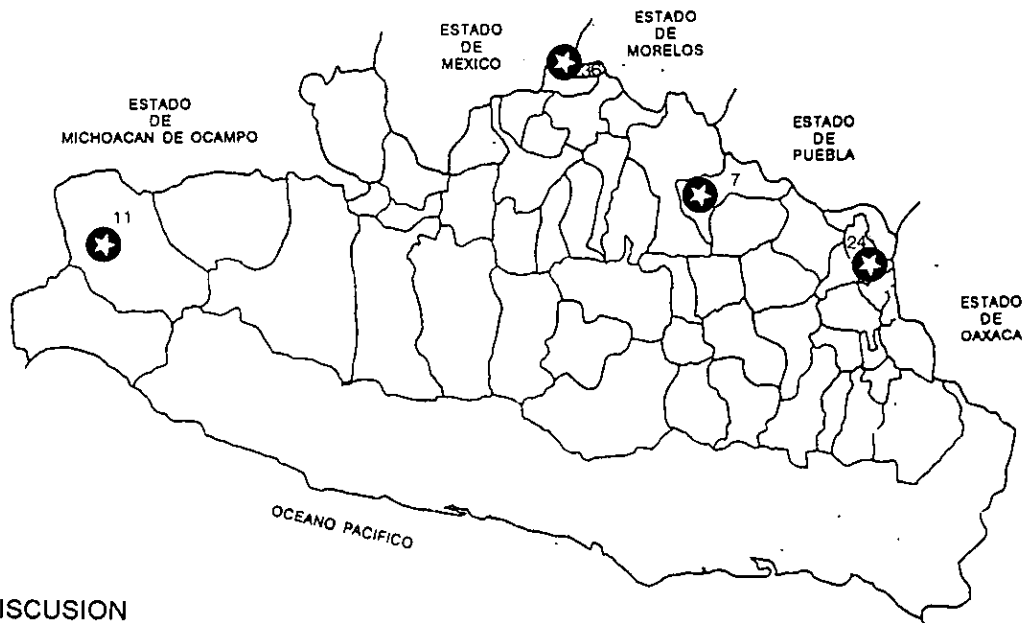 ESTADO
DE
MORELOS
ESTADO
DE
MEXICO
36
ESTADO
DE
MICHOACAN DE OCAMPO
ESTADO
DE
PUEBLA
7
11
24
ESTADO
DE
OAXACA
OCEANO PACIFICO
ISCUSION